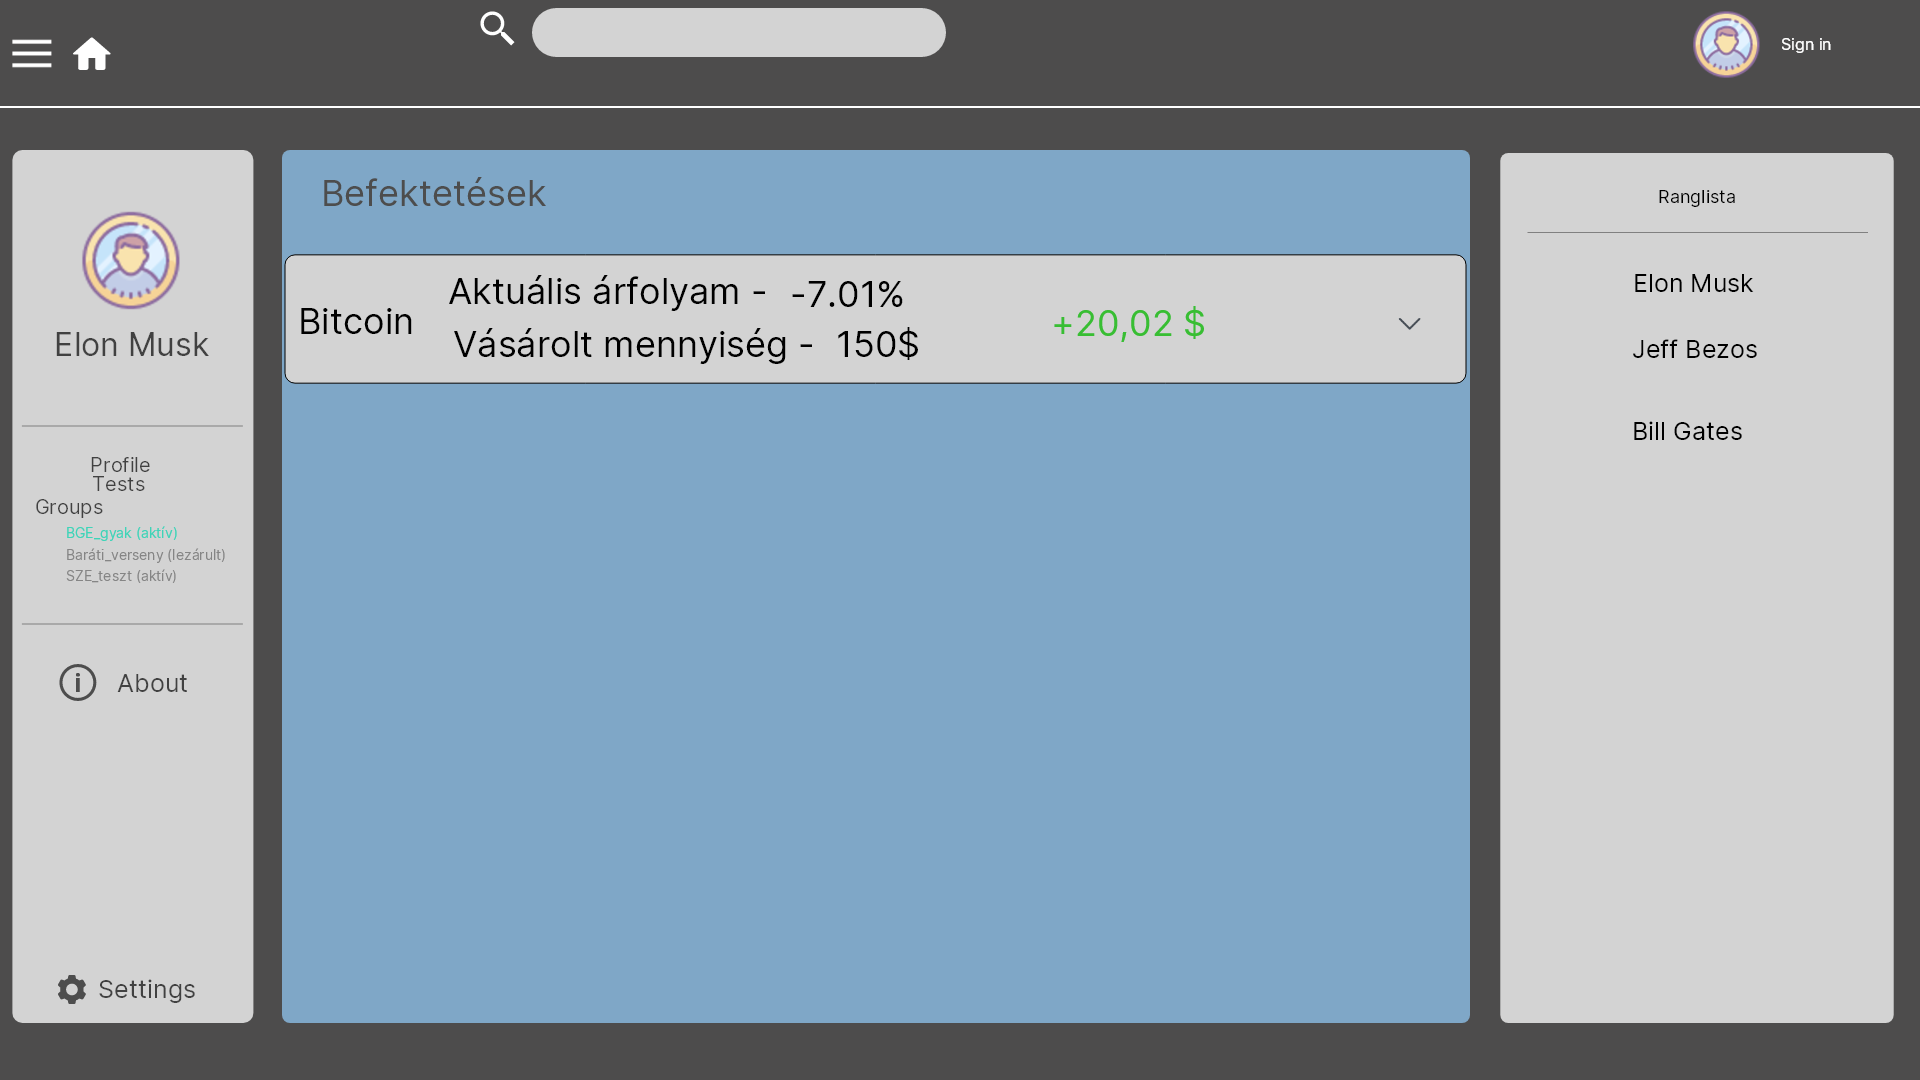 Sign in
Elon Musk
Profile
Tests
Groups
BGE_gyak (aktív)
Baráti_verseny (lezárult)
SZE_teszt (aktív)
About
Settings
Befektetések
Bitcoin
Aktuális árfolyam - -7.01%
Vásárolt mennyiség - 150$
+20,02 $
Ranglista
Elon Musk
Jeff Bezos
Bill Gates